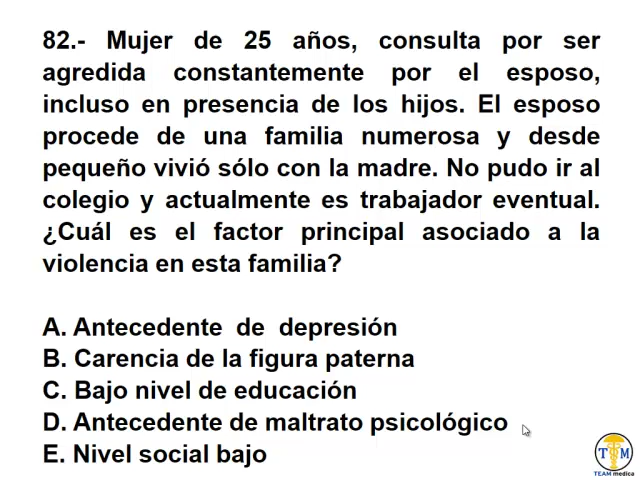 82.- Mujer de 25 años, consulta por ser
agredida constantemente por el esposo,
incluso en presencia de los hijos. El esposo
procede de una familia numerosa y desde
pequeño vivió sólo con la madre. No pudo ir al
colegio y actualmente es trabajador eventual.
¿Cuál es el factor principal asociado a la
violencia en esta familia?
A. Antecedente de depresión
B. Carencia de la figura paterna
C. Bajo nivel de educación
D. Antecedente de maltrato psicológico
E. Nivel social bajo
T M
TEAM medica